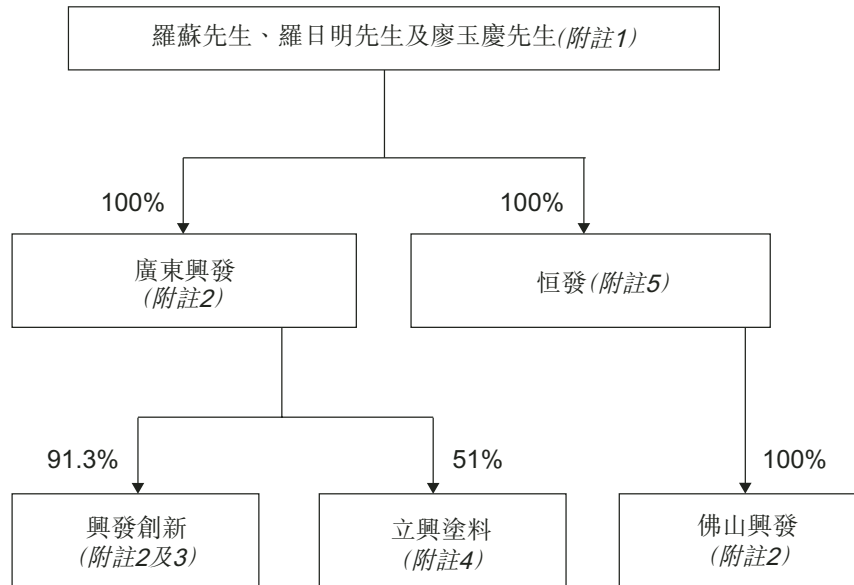 羅蘇先生、羅日明先生及廖玉慶先生(附註1)
100%
100%
廣東興發
(附註2)
恒發(附註5)
91.3%
51%
100%
興發創新
(附註2及3)
立興塗料
(附註4)
佛山興發
(附註2)